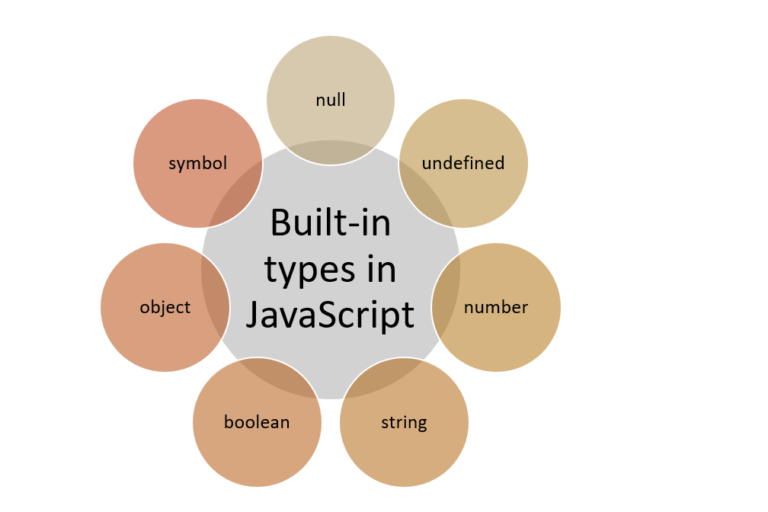 null
symbol
undefined
Built-in
types in
JavaScript
object
number
boolean
string